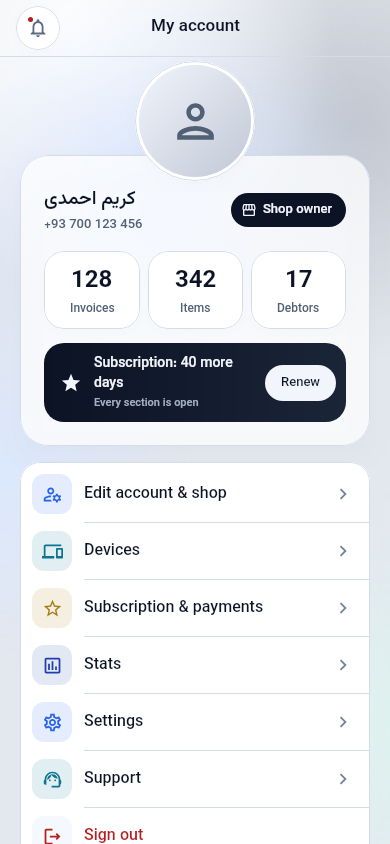 My account
کریم احمدی
+93 700 123 456
Shop owner
128
Invoices
342
Items
17
Debtors
Subscription: 40 more
days
Every section is open
Renew
Edit account & shop
Devices
Subscription & payments
Stats
Settings
Support
Sign out